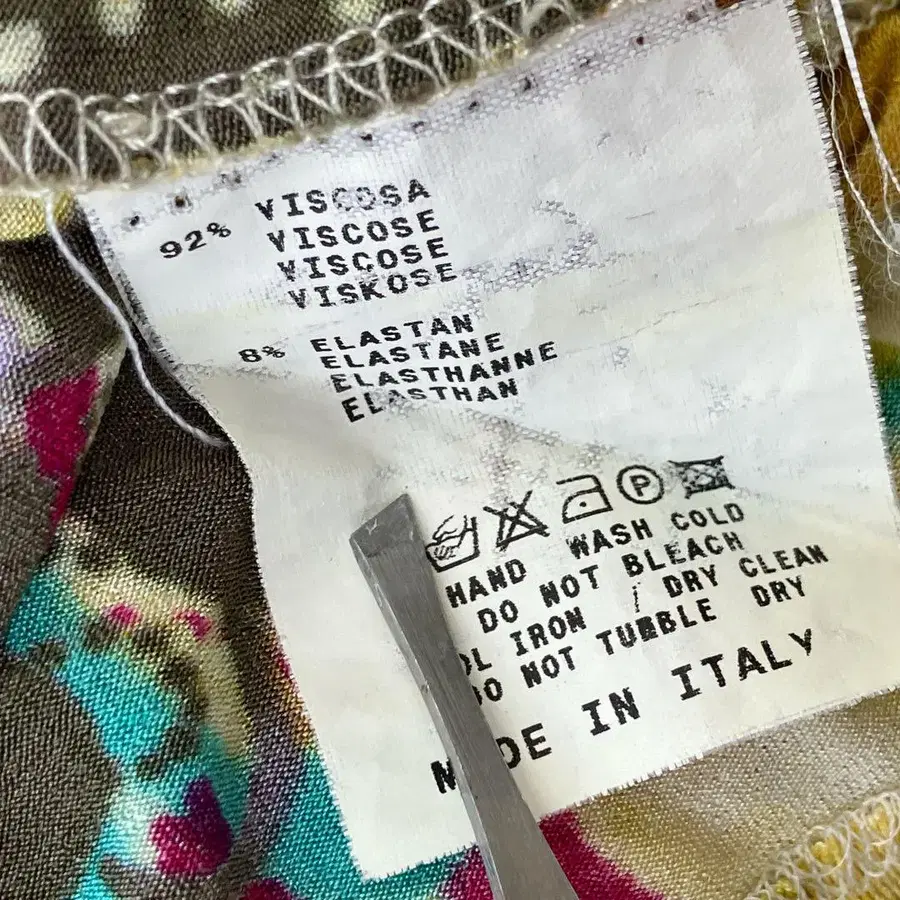 92% VISCOSA
VISCOSE
VISCOSE
VISKOSE
8% ELASTAN
ELASTANE
ELASTHANNE
ELASTHAN
P
HAND WASH COLD
DO NOT BLEACH
OL IRON / DRY CLEAN
DO NOT TUMBLE DRY
M DE IN ITALY